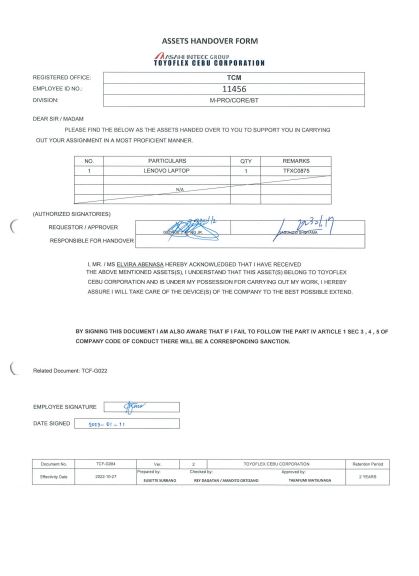 ASSETS HANDOVER FORM
ASAHI INTECC GROUP
TOYOFLEX CEBU CORPORATION
REGISTERED OFFICE: TCM
EMPLOYEE ID NO.: 11456
DIVISION: M-PRO/CORE/BT
DEAR SIR / MADAM
PLEASE FIND THE BELOW AS THE ASSETS HANDED OVER TO YOU TO SUPPORT YOU IN CARRYING
OUT YOUR ASSIGNMENT IN A MOST PROFICIENT MANNER.
NO. PARTICULARS QTY REMARKS
1 LENOVO LAPTOP 1 TFXC0875
N/A
(AUTHORIZED SIGNATORIES)
REQUESTOR / APPROVER
RESPONSIBLE FOR HANDOVER
I, MR. / MS ELVIRA ABENASA HEREBY ACKNOWLEDGED THAT I HAVE RECEIVED
THE ABOVE MENTIONED ASSETS(S), I UNDERSTAND THAT THIS ASSET(S) BELONG TO TOYOFLEX
CEBU CORPORATION AND IS UNDER MY POSSESSION FOR CARRYING OUT MY WORK, I HEREBY
ASSURE I WILL TAKE CARE OF THE DEVICE(S) OF THE COMPANY TO THE BEST POSSIBLE EXTEND.
BY SIGNING THIS DOCUMENT I AM ALSO AWARE THAT IF I FAIL TO FOLLOW THE PART IV ARTICLE 1 SEC 3 , 4 , 5 OF
COMPANY CODE OF CONDUCT THERE WILL BE A CORRESPONDING SANCTION.
Related Document: TCF-G022
EMPLOYEE SIGNATURE
DATE SIGNED 2023-01-11
Document No. TCF-G084 Ver. 2 TOYOFLEX CEBU CORPORATION Retention Period
Effectivity Date 2022-10-27 Prepared by: Checked by: Approved by: 2 YEARS
SUSETTE SURBANO REY DAGATAN / MANDITO ORTIZANO TAKAFUMI MATSUNAGA